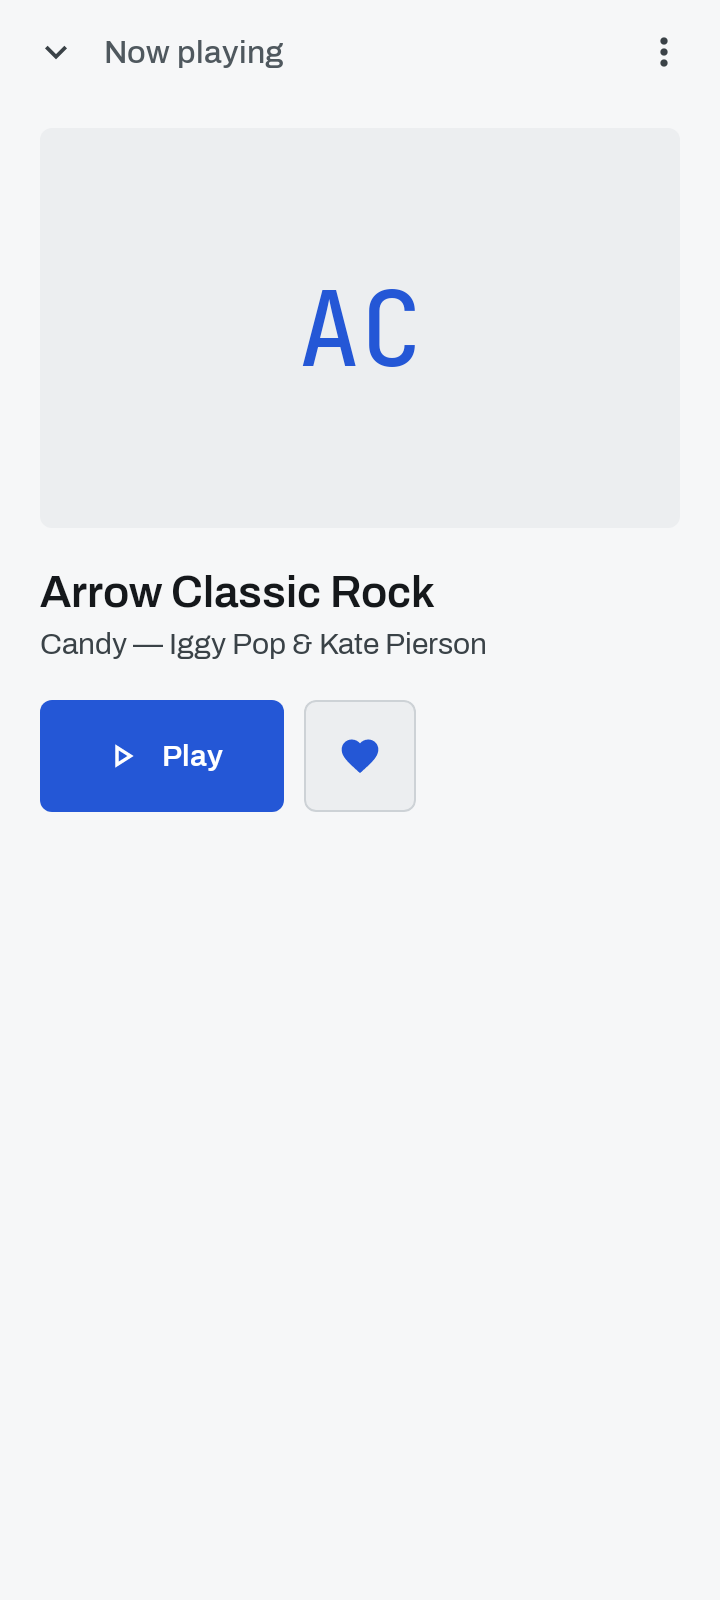 Now playing
AC
Arrow Classic Rock
Candy — Iggy Pop & Kate Pierson
Play